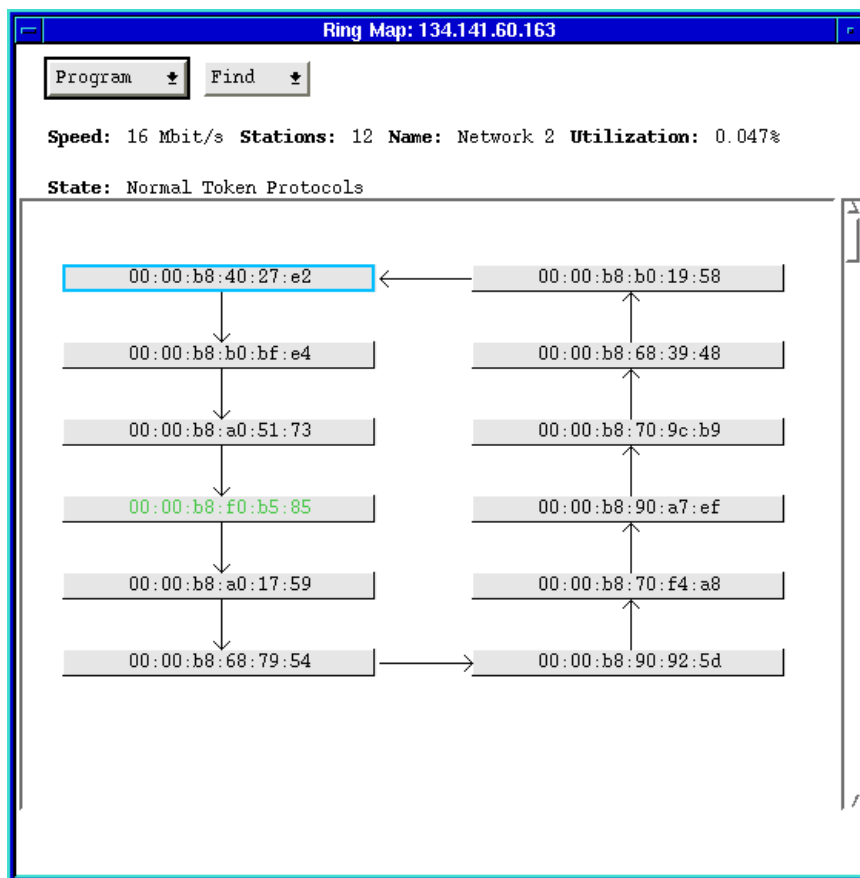 Ring Map: 134.141.60.163
Program Find
Speed: 16 Mbit/s Stations: 12 Name: Network 2 Utilization: 0.047%
State: Normal Token Protocols
00:00:b8:40:27:e2 00:00:b8:b0:19:58
00:00:b8:b0:bf:e4 00:00:b8:68:39:48
00:00:b8:a0:51:73 00:00:b8:70:9c:b9
00:00:b8:f0:b5:85 00:00:b8:90:a7:ef
00:00:b8:a0:17:59 00:00:b8:70:f4:a8
00:00:b8:68:79:54 00:00:b8:90:92:5d